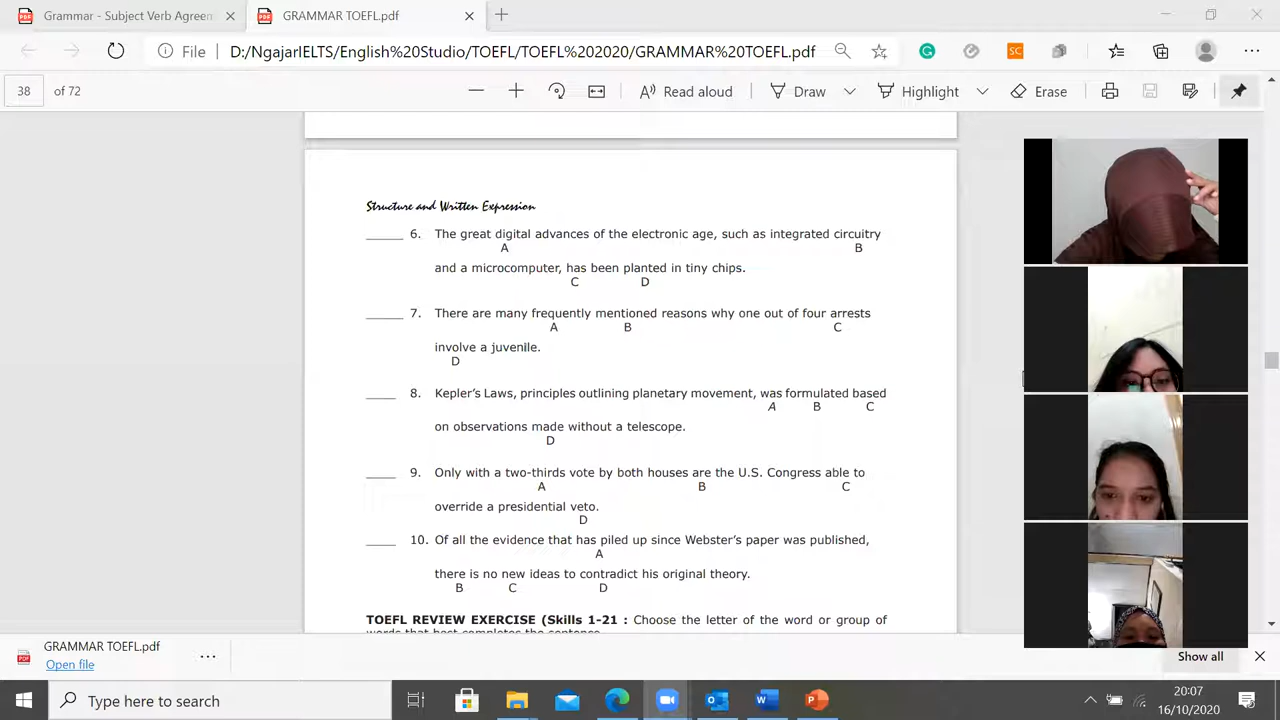 Grammar - Subject Verb Agreem
GRAMMAR TOEFL.pdf
File
D:/NgajarIELTS/English%20Studio/TOEFL/TOEFL%202020/GRAMMAR%20TOEFL.pdf
38 of 72
Read aloud
Draw
Highlight
Erase
Structure and Written Expression
______ 6. The great digital advances of the electronic age, such as integrated circuitry
A B
and a microcomputer, has been planted in tiny chips.
C D
______ 7. There are many frequently mentioned reasons why one out of four arrests
A B C
involve a juvenile.
D
_____ 8. Kepler's Laws, principles outlining planetary movement, was formulated based
A B C
on observations made without a telescope.
D
_____ 9. Only with a two-thirds vote by both houses are the U.S. Congress able to
A B C
override a presidential veto.
D
_____ 10. Of all the evidence that has piled up since Webster's paper was published,
A
there is no new ideas to contradict his original theory.
B C D
TOEFL REVIEW EXERCISE (Skills 1-21 : Choose the letter of the word or group of
words that best completes the sentence.
GRAMMAR TOEFL.pdf
Open file
Show all
Type here to search
20:07
16/10/2020